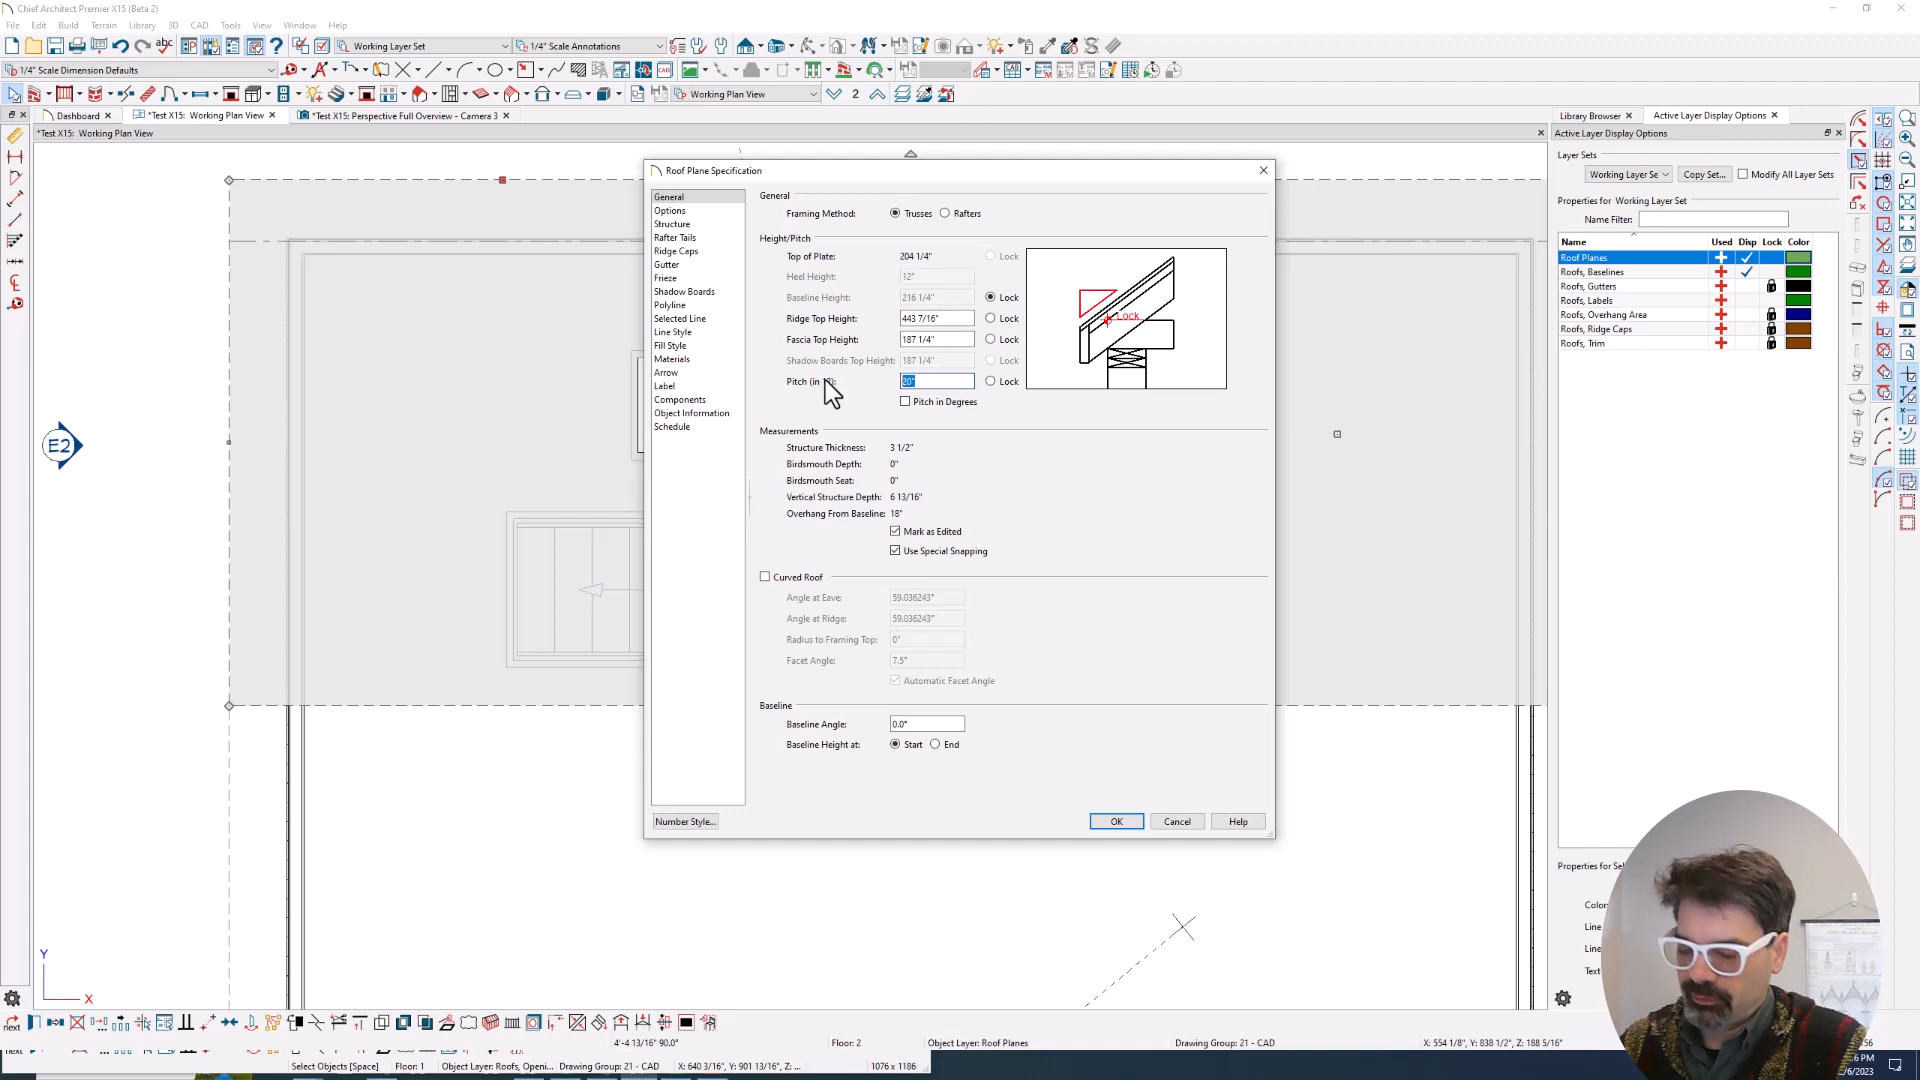 Chief Architect Premier X15 (Beta 2)
File Edit Build Terrain Library 3D CAD Tools View Window Help
Working Layer Set
1/4" Scale Annotations
1/4" Scale Dimension Defaults
Working Plan View
2
Dashboard
*Test X15: Working Plan View
*Test X15: Perspective Full Overview - Camera 3
*Test X15: Working Plan View
E2
Y
X
Roof Plane Specification
General
Options
Structure
Rafter Tails
Ridge Caps
Gutter
Frieze
Shadow Boards
Polyline
Selected Line
Line Style
Fill Style
Materials
Arrow
Label
Components
Object Information
Schedule
Number Style...
General
Framing Method: Trusses Rafters
Height/Pitch
Top of Plate: 204 1/4" Lock
Heel Height: 12"
Baseline Height: 216 1/4" Lock
Ridge Top Height: 443 7/16" Lock
Fascia Top Height: 187 1/4" Lock
Shadow Boards Top Height: 187 1/4" Lock
Pitch (in 12): 20" Lock
Pitch in Degrees
Lock
Measurements
Structure Thickness: 3 1/2"
Birdsmouth Depth: 0"
Birdsmouth Seat: 0"
Vertical Structure Depth: 6 13/16"
Overhang From Baseline: 18"
Mark as Edited
Use Special Snapping
Curved Roof
Angle at Eave: 59.036243°
Angle at Ridge: 59.036243°
Radius to Framing Top: 0"
Facet Angle: 7.5°
Automatic Facet Angle
Baseline
Baseline Angle: 0.0°
Baseline Height at: Start End
OK Cancel Help
Library Browser
Active Layer Display Options
Active Layer Display Options
Layer Sets
Working Layer Se Copy Set... Modify All Layer Sets
Properties for Working Layer Set
Name Filter:
Name Used Disp Lock Color
Roof Planes
Roofs, Baselines
Roofs, Gutters
Roofs, Labels
Roofs, Overhang Area
Roofs, Ridge Caps
Roofs, Trim
Properties for Se
Color:
Line
Line
Text
next
4'-4 13/16" 90.0° Floor: 2 Object Layer: Roof Planes Drawing Group: 21 - CAD X: 554 1/8", Y: 838 1/2", Z: 188 5/16"
next
Select Objects [Space] Floor: 1 Object Layer: Roofs, Openi... Drawing Group: 21 - CAD X: 640 3/16", Y: 901 13/16", Z: ... 1076 x 1186
6 PM
/6/2023